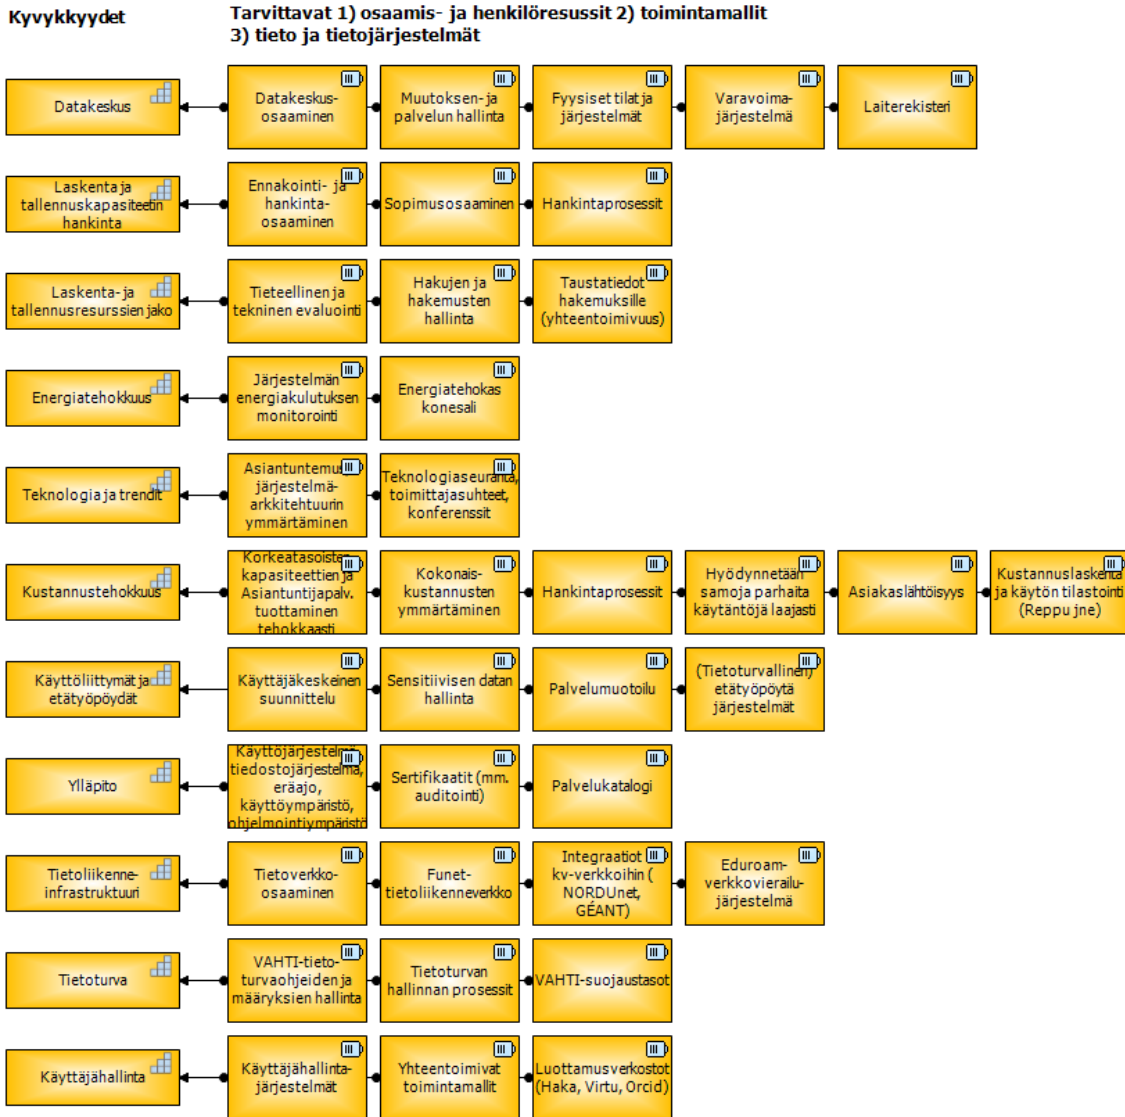 Kyvykkyydet
Tarvittavat 1) osaamis- ja henkilöresussit 2) toimintamallit
3) tieto ja tietojärjestelmät
Datakeskus
Datakeskus-
osaaminen
Muutoksen- ja
palvelun hallinta
Fyysiset tilat ja
järjestelmät
Varavoima-
järjestelmä
Laiterekisteri
Laskenta ja
tallennuskapasiteetin
hankinta
Ennakointi- ja
hankinta-
osaaminen
Sopimusosaaminen
Hankintaprosessit
Laskenta- ja
tallennusresurssien jako
Tieteellinen ja
tekninen evaluointi
Hakujen ja
hakemusten
hallinta
Taustatiedot
hakemuksille
(yhteentoimivuus)
Energiatehokkuus
Järjestelmän
energiakulutuksen
monitorointi
Energiatehokas
konesali
Teknologia ja trendit
Asiantuntemus
järjestelmä-
arkkitehtuurin
ymmärtäminen
Teknologiaseuranta,
toimittajasuhteet,
konferenssit
Kustannustehokkuus
Korkeatasoisten
kapasiteettien ja
Asiantuntijapalv.
tuottaminen
tehokkaasti
Kokonais-
kustannusten
ymmärtäminen
Hankintaprosessit
Hyödynnetään
samoja parhaita
käytäntöjä laajasti
Asiakaslähtöisyys
Kustannuslaskenta
ja käytön tilastointi
(Reppu jne)
Käyttöliittymät ja
etätyöpöydät
Käyttäjäkeskeinen
suunnittelu
Sensitiivisen datan
hallinta
Palvelumuotoilu
(Tietoturvallinen)
etätyöpöytä
järjestelmät
Ylläpito
Käyttöjärjestelmä,
tiedostojärjestelmä,
eräajo,
käyttöympäristö,
ohjelmointiympäristö
Sertifikaatit (mm.
auditointi)
Palvelukatalogi
Tietoliikenne-
infrastruktuuri
Tietoverkko-
osaaminen
Funet-
tietoliikenneverkko
Integraatiot
kv-verkkoihin (
NORDUnet,
GÉANT)
Eduroam-
verkkovierailu-
järjestelmä
Tietoturva
VAHTI-tieto-
turvaohjeiden ja
määryksien hallinta
Tietoturvan
hallinnan prosessit
VAHTI-suojaustasot
Käyttäjähallinta
Käyttäjähallinta-
järjestelmät
Yhteentoimivat
toimintamallit
Luottamusverkostot
(Haka, Virtu, Orcid)